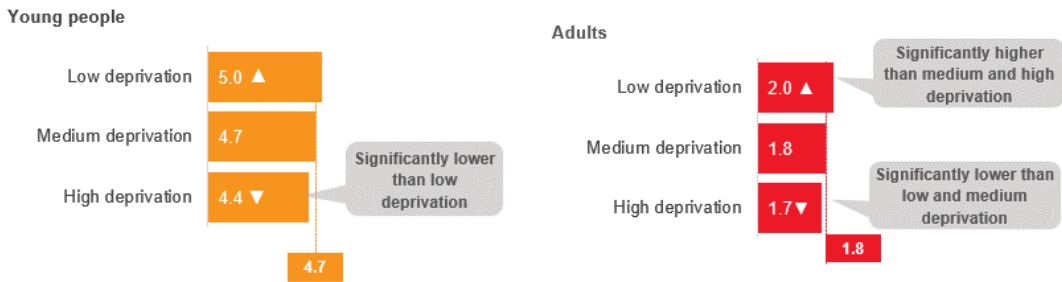 Young people
Low deprivation
5.0 ▲
Medium deprivation
4.7
High deprivation
4.4 ▼
Significantly lower
than low
deprivation
4.7
Adults
Low deprivation
2.0 ▲
Significantly higher
than medium and high
deprivation
Medium deprivation
1.8
High deprivation
1.7▼
Significantly lower than
low and medium
deprivation
1.8